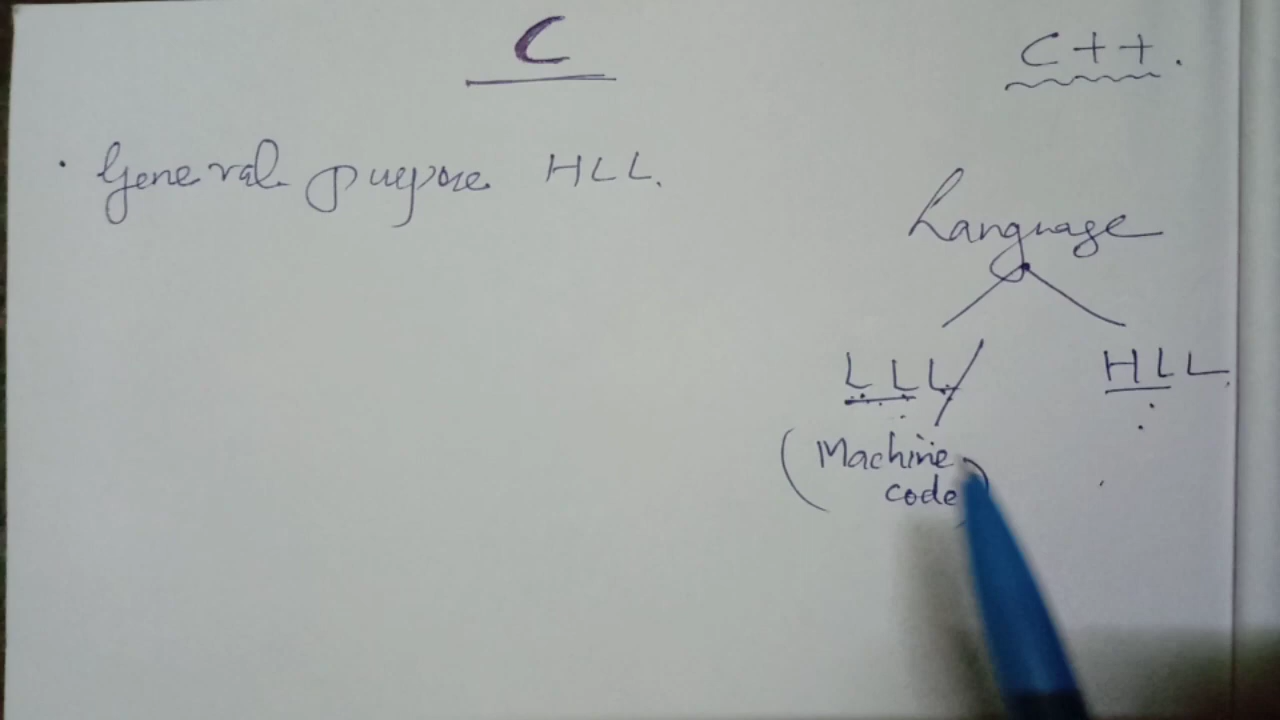 C
C++.
· General purpose HLL.
Language
LLL
HLL
(Machine
code)